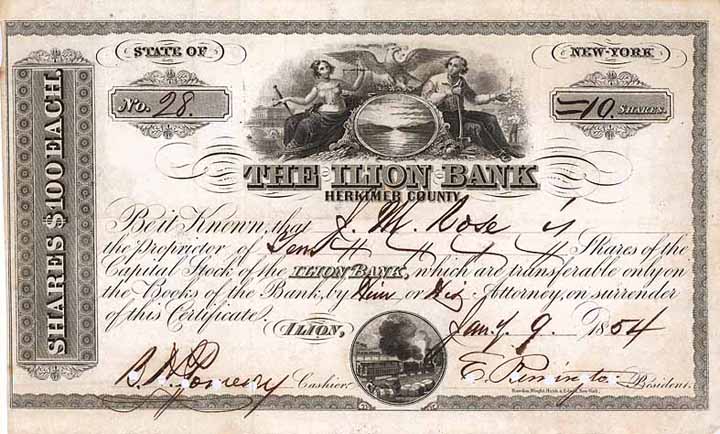 STATE OF NEW-YORK
No. 28.
10. SHARES.
SHARES $100 EACH.
THE ILION BANK
HERKIMER COUNTY
Be it Known, that J. M. Rose is
the Proprietor of Ten Shares of the
Capital Stock of the ILION BANK, which are transferable only on
the Books of the Bank, by Him or His Attorney, on surrender
of this Certificate.
ILION, Jany. 9. 1854
Cashier. E. Remington President.